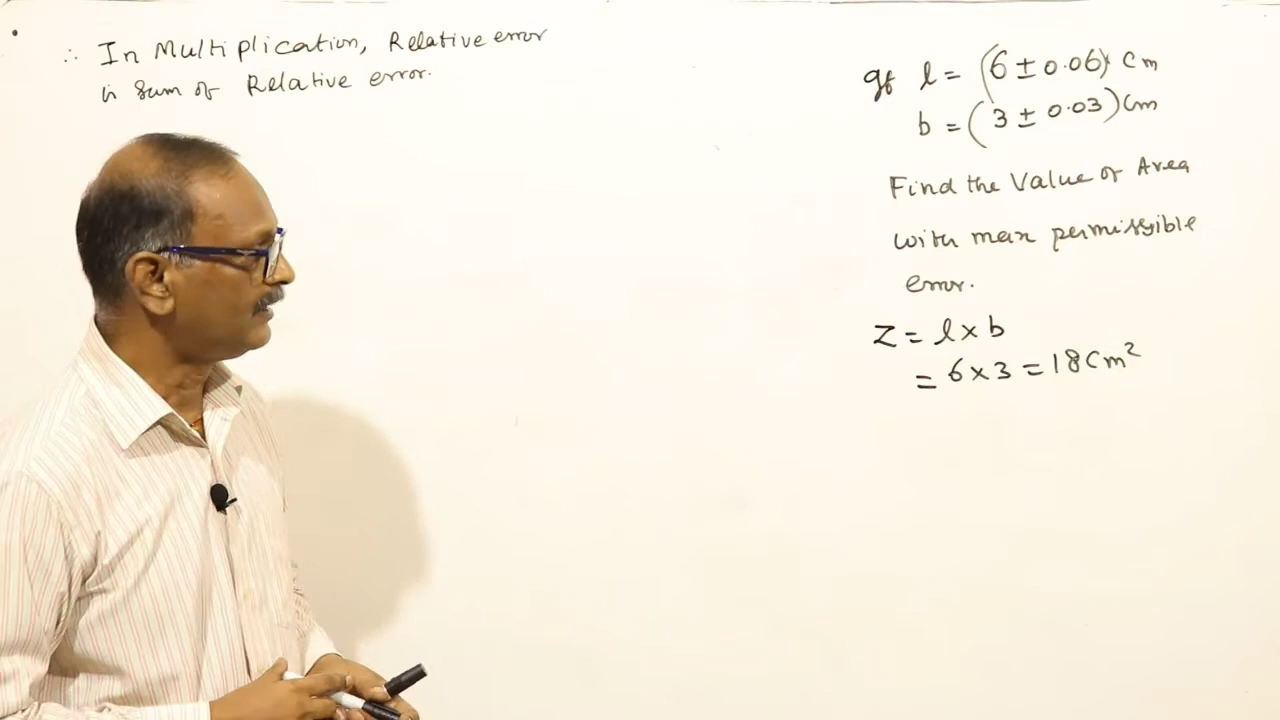 ∴ In Multiplication, Relative error
is Sum of Relative error.
If l = (6 ± 0.06) cm
b = (3 ± 0.03) cm
Find the Value of Area
with max permissible
error.
Z = l × b
= 6 × 3 = 18 cm²